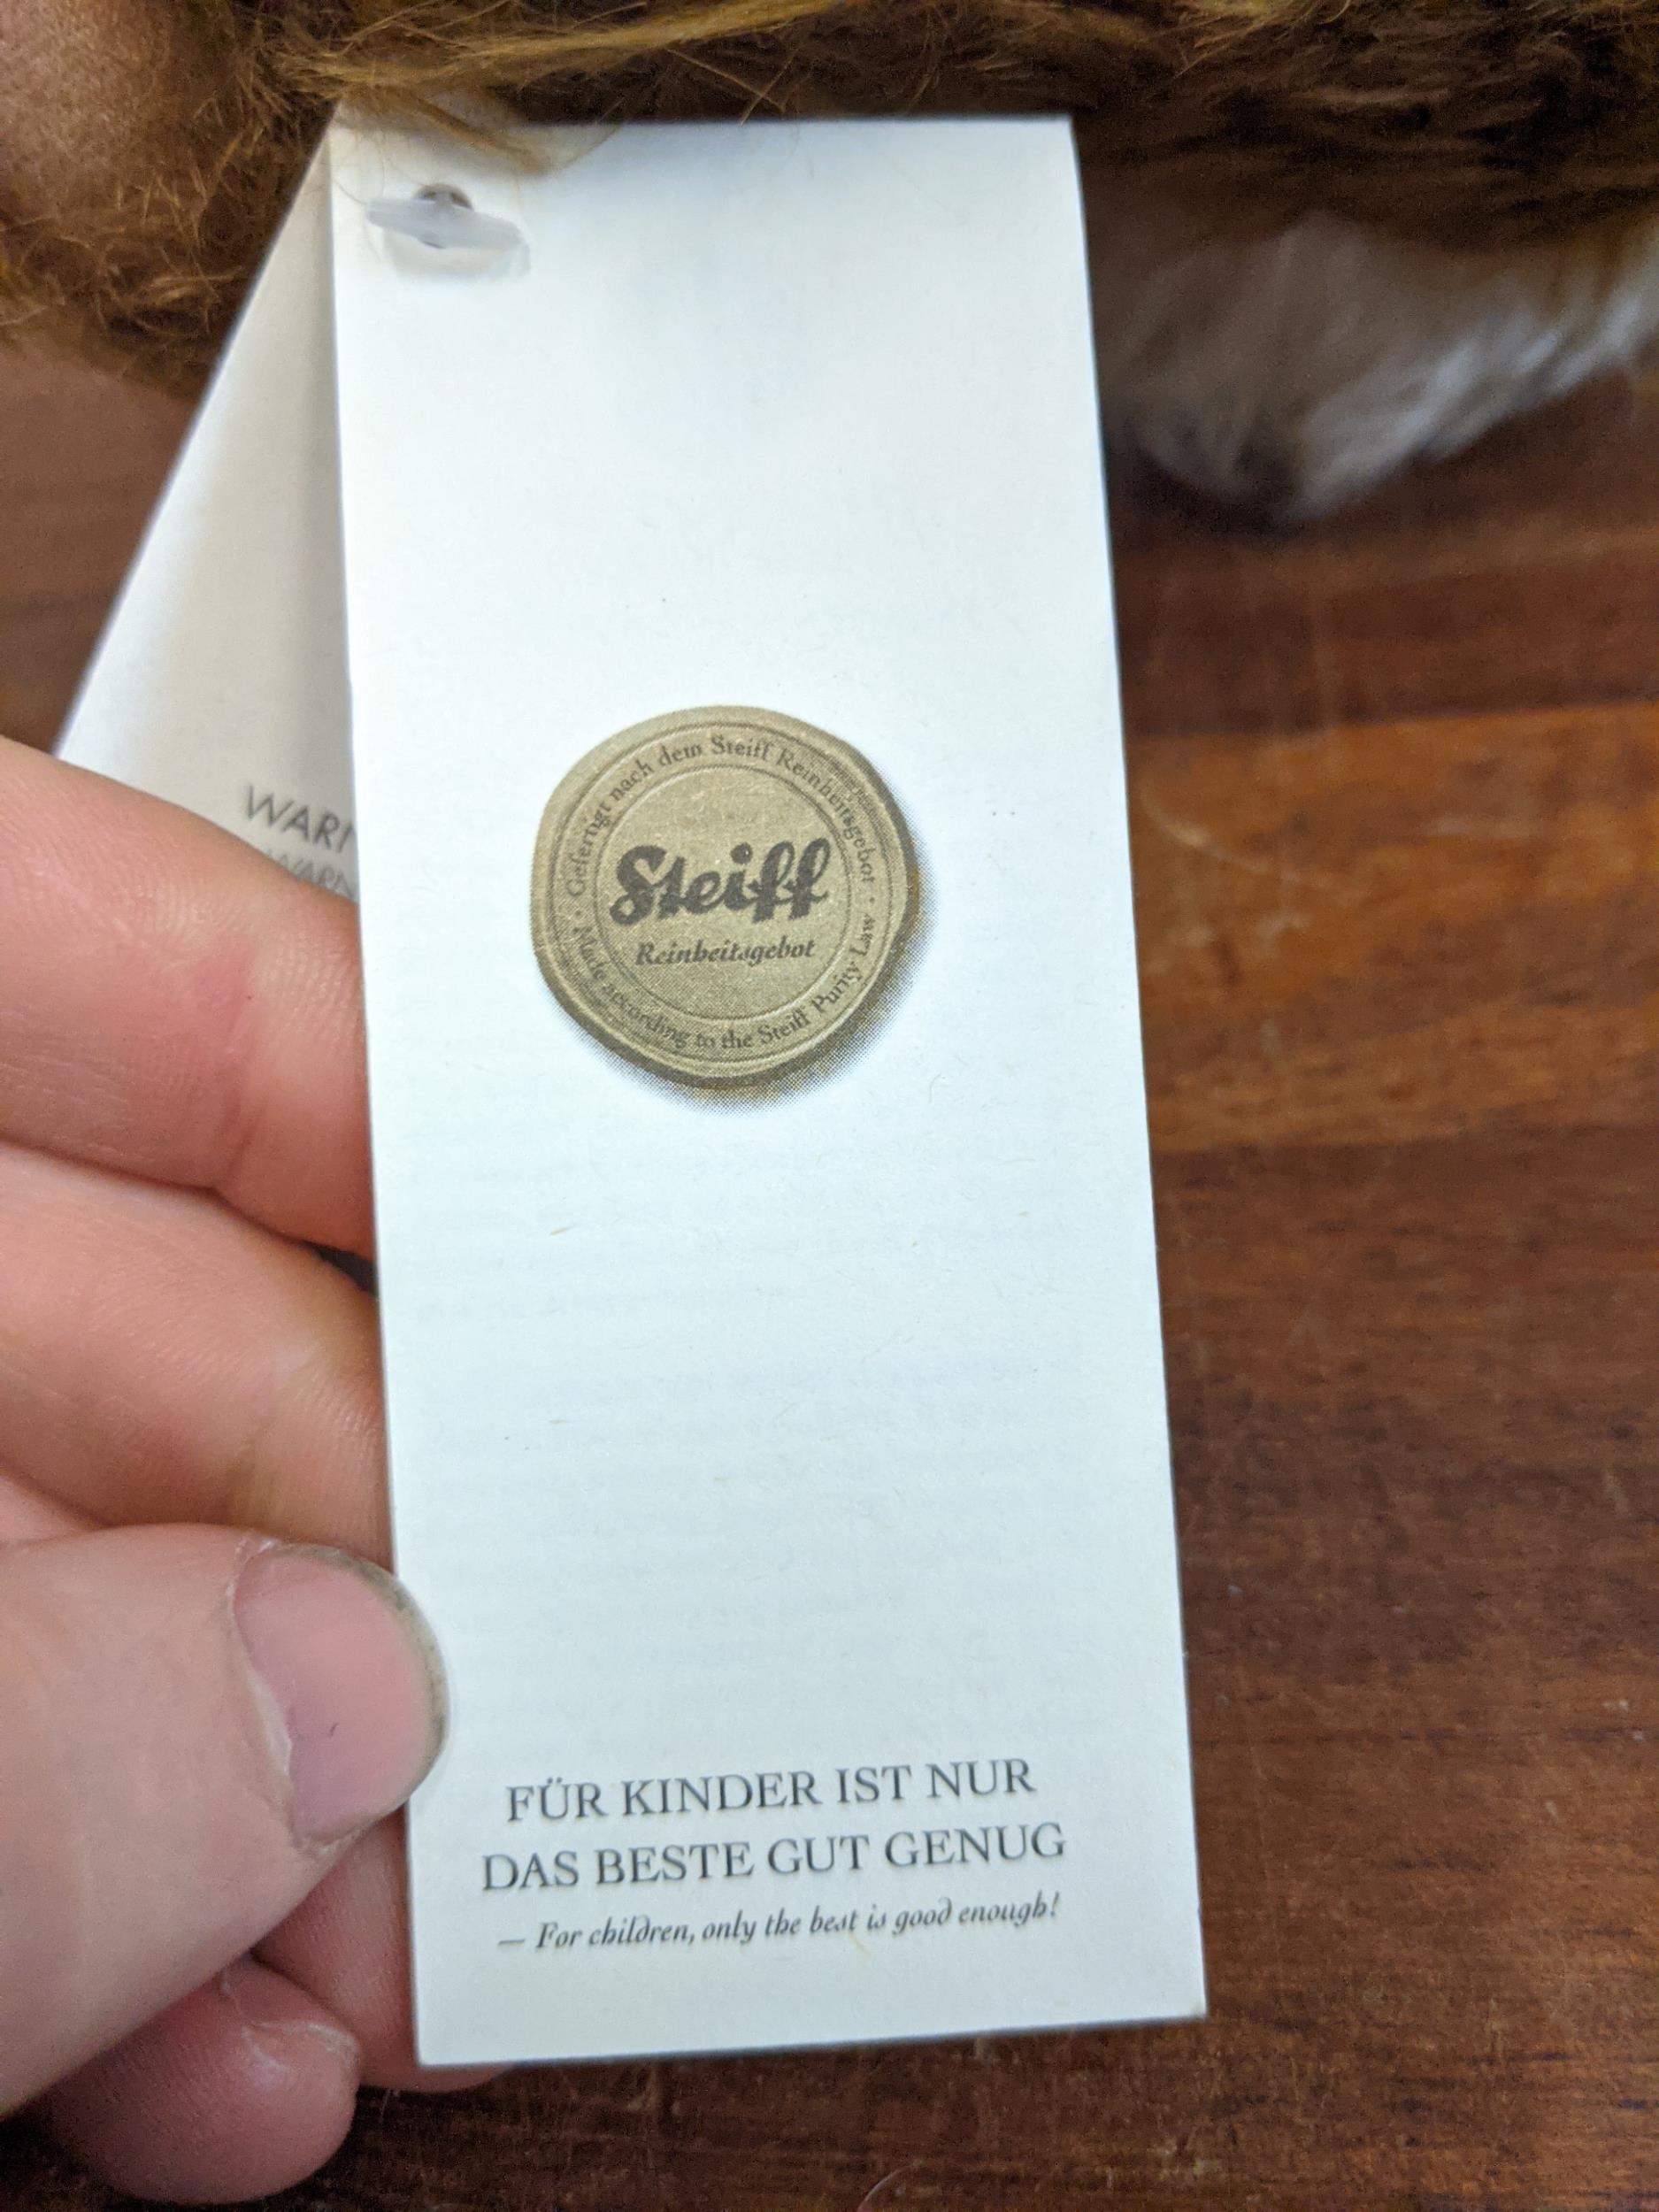 WARN
WARN
Gefertigt nach dem Steiff Reinheitsgebot ·
Steiff
Reinheitsgebot
Made according to the Steiff Purity Law ·
FÜR KINDER IST NUR
DAS BESTE GUT GENUG
— For children, only the best is good enough!